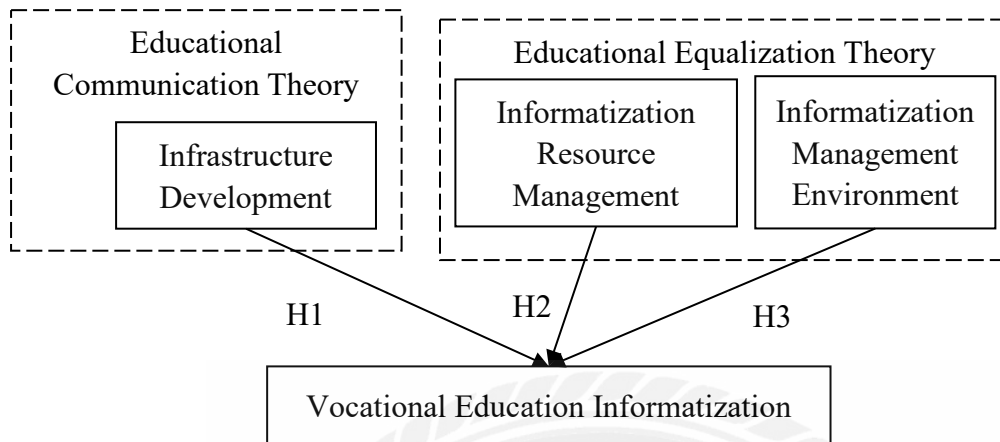 Educational
Communication Theory
Infrastructure
Development
Educational Equalization Theory
Informatization
Resource
Management
Informatization
Management
Environment
H1
H2
H3
Vocational Education Informatization